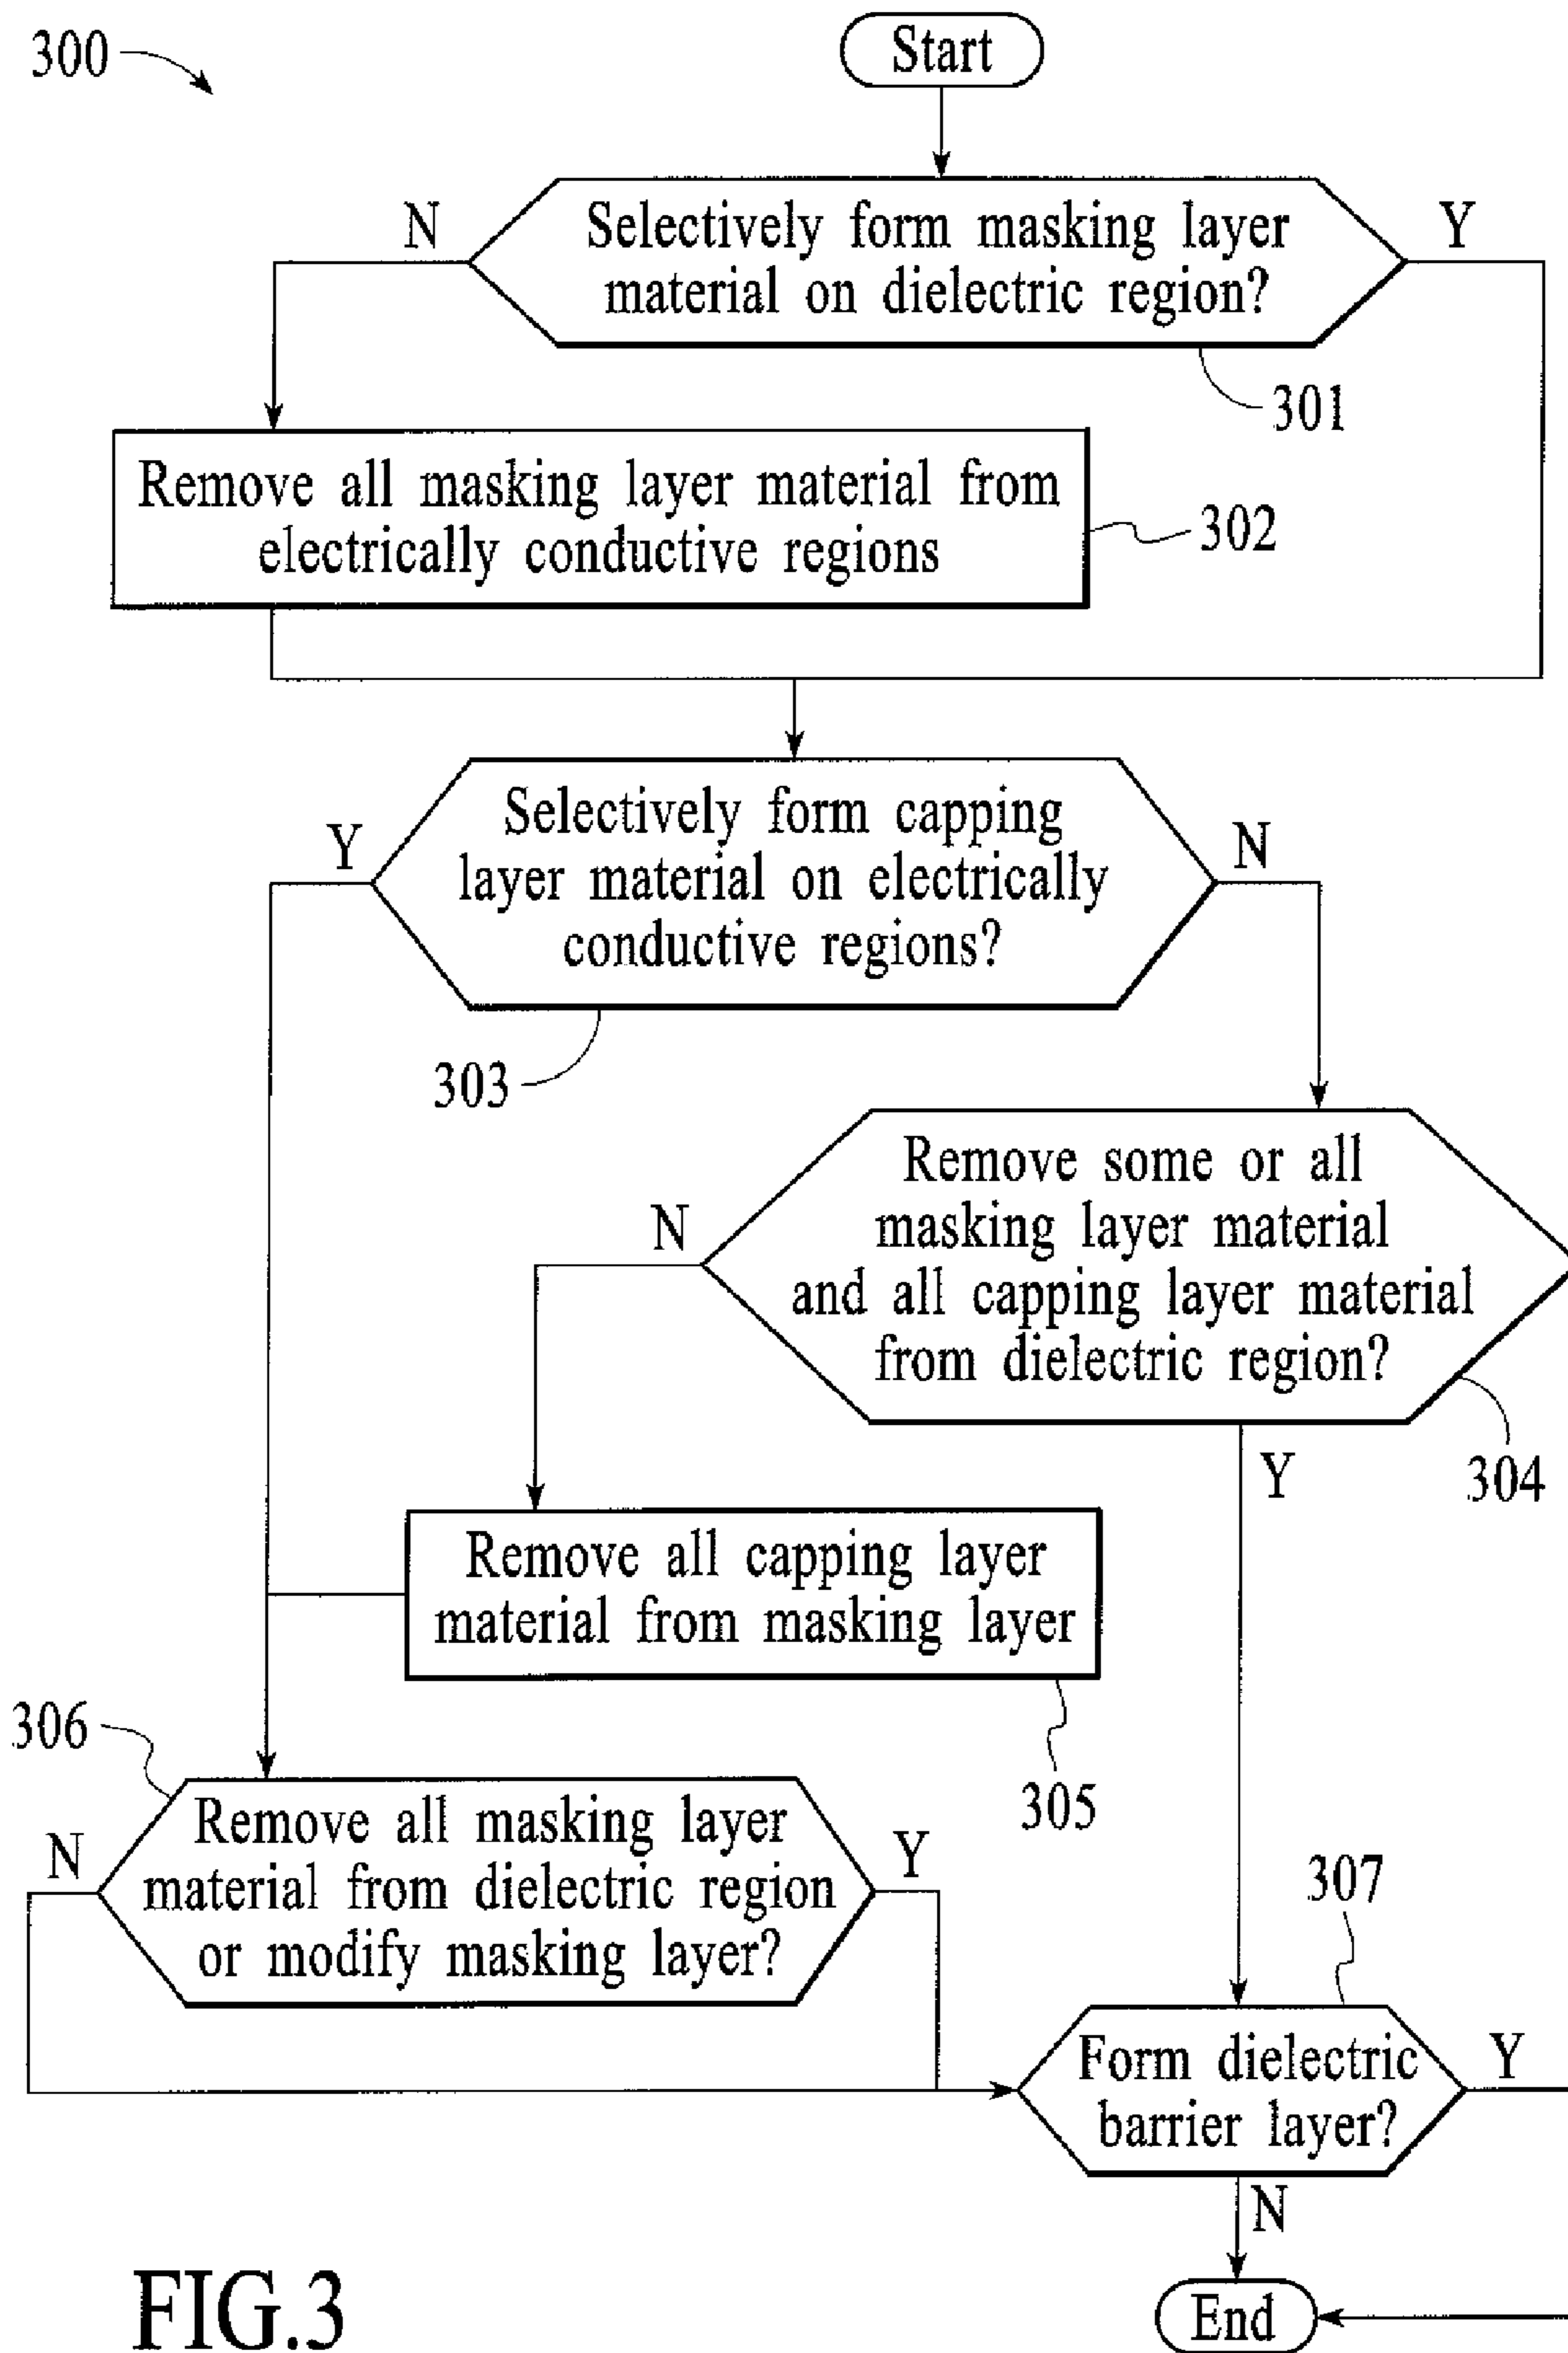 300
Start
N
Selectively form masking layer
material on dielectric region?
Y
301
Remove all masking layer material from
electrically conductive regions
302
Y
Selectively form capping
layer material on electrically
conductive regions?
N
303
N
Remove some or all
masking layer material
and all capping layer material
from dielectric region?
Y
304
Remove all capping layer
material from masking layer
305
306
N
Remove all masking layer
material from dielectric region
or modify masking layer?
Y
307
Form dielectric
barrier layer?
Y
N
End
FIG.3